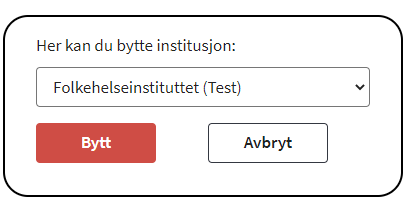 Her kan du bytte institusjon:
Folkehelseinstituttet (Test)
Bytt
Avbryt